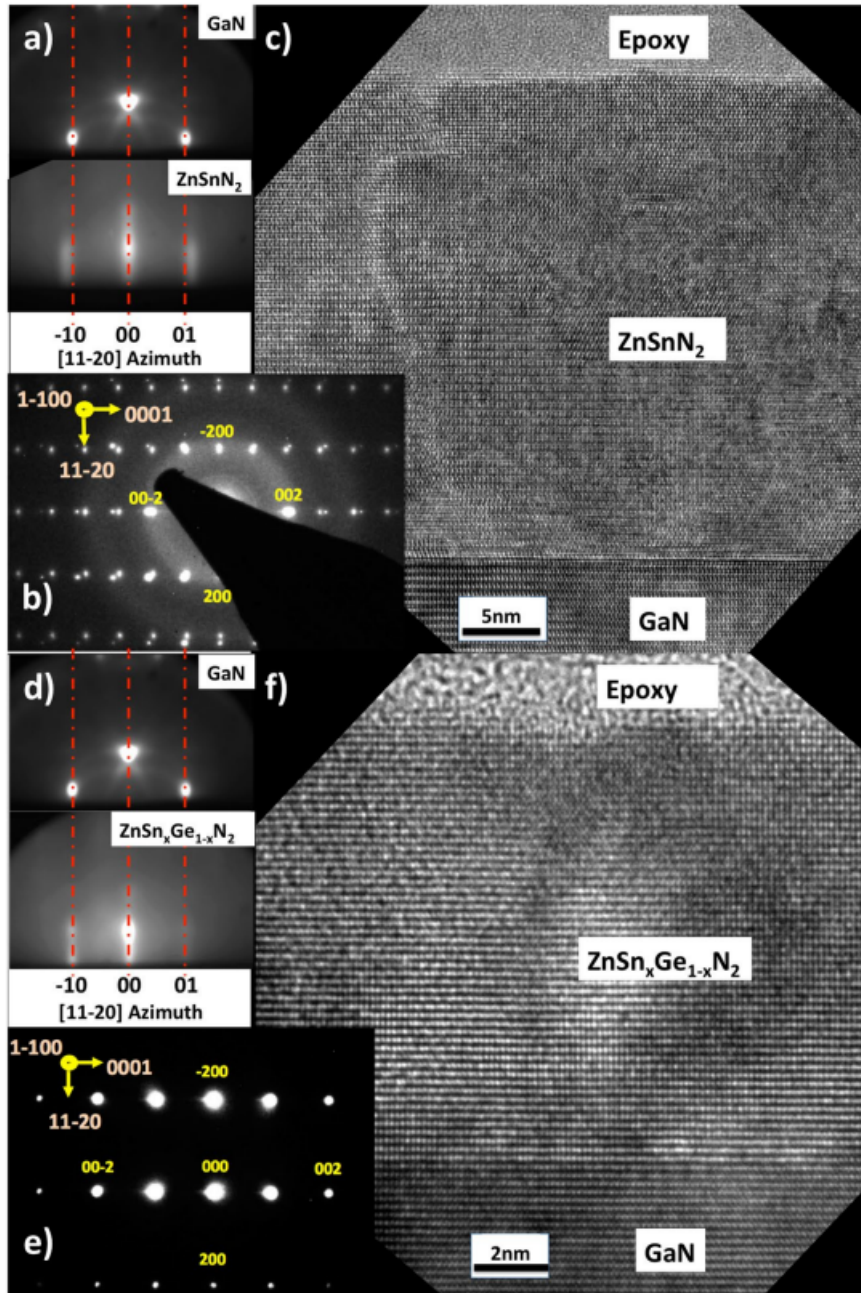 a)
GaN
ZnSnN₂
-10 00 01
[11-20] Azimuth
c)
Epoxy
ZnSnN₂
5nm
GaN
1-100
0001
11-20
-200
00-2
002
200
b)
d)
GaN
ZnSnₓGe₁₋ₓN₂
-10 00 01
[11-20] Azimuth
f)
Epoxy
ZnSnₓGe₁₋ₓN₂
2nm
GaN
1-100
0001
11-20
-200
00-2
000
002
200
e)